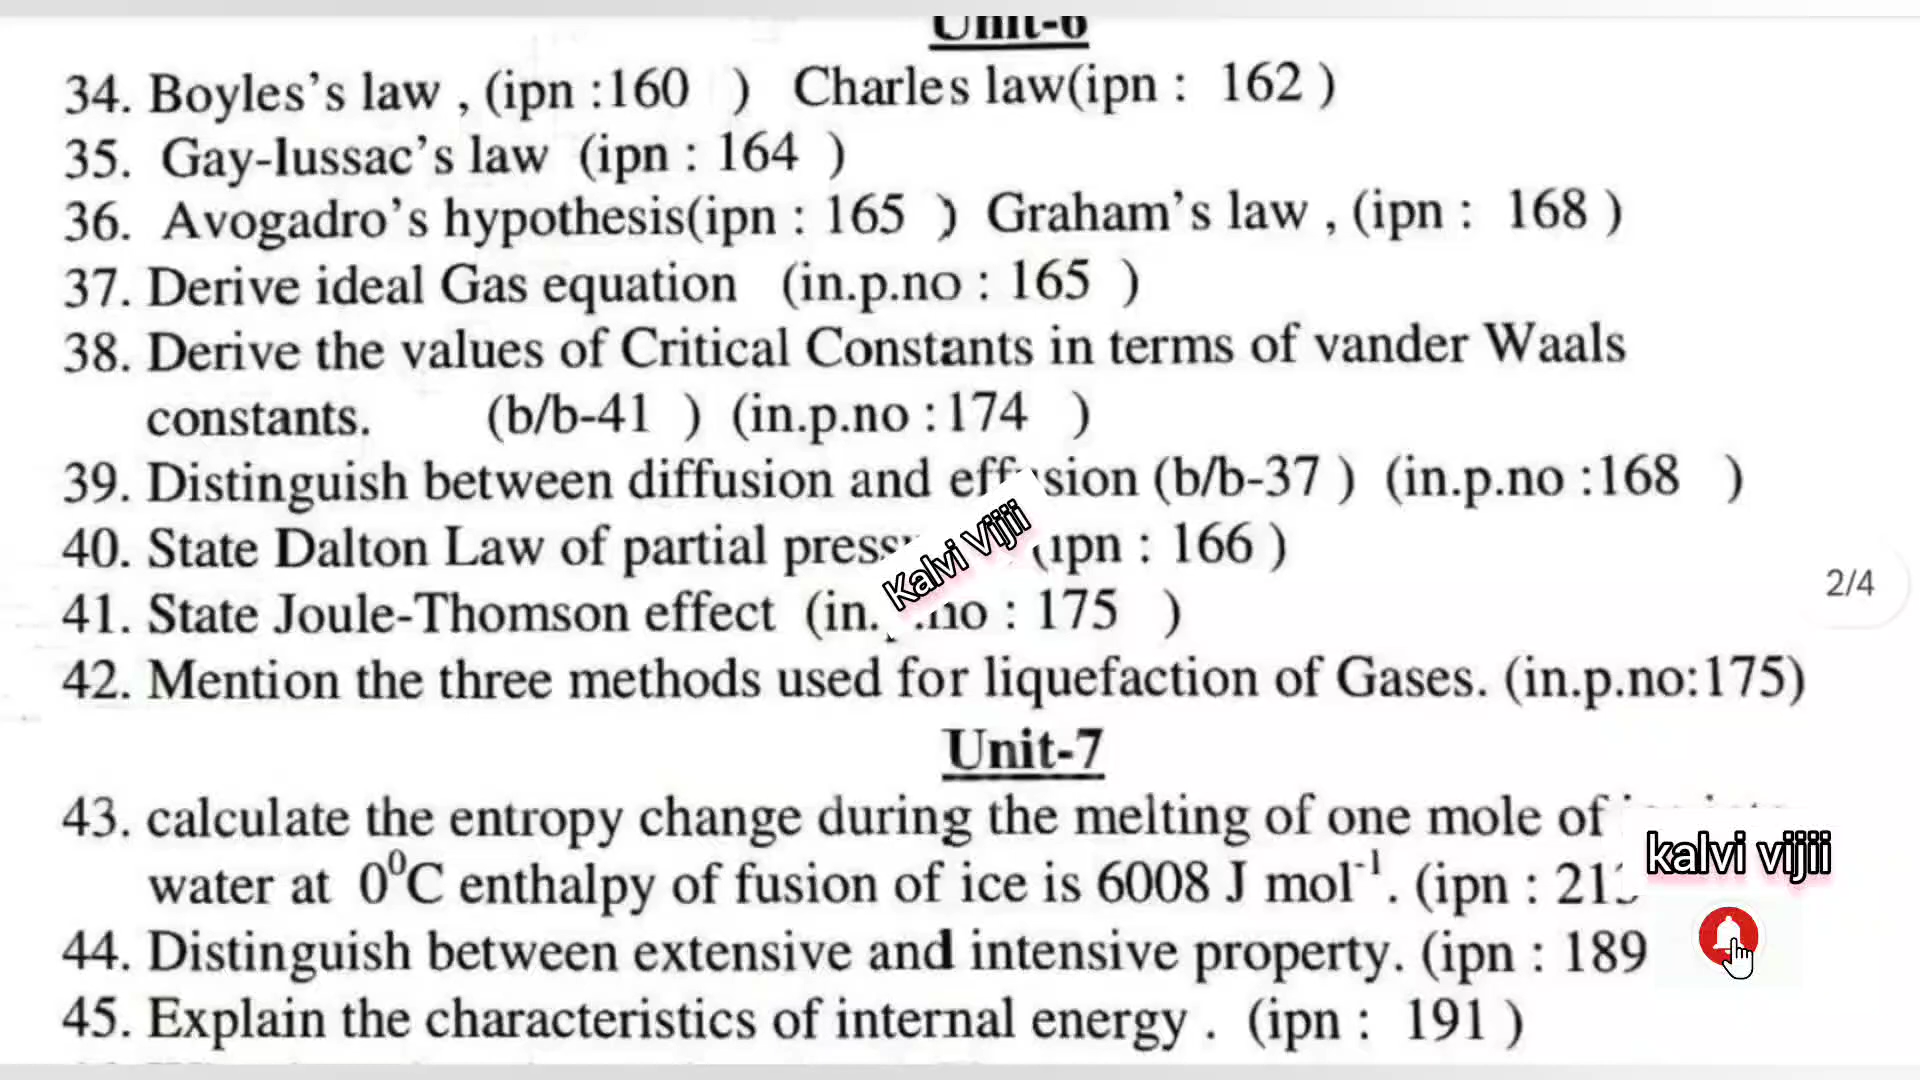 Unit-6
34. Boyles's law , (ipn :160 ) Charles law(ipn : 162 )
35. Gay-lussac's law (ipn : 164 )
36. Avogadro's hypothesis(ipn : 165 ) Graham's law , (ipn : 168 )
37. Derive ideal Gas equation (in.p.no : 165 )
38. Derive the values of Critical Constants in terms of vander Waals
constants. (b/b-41 ) (in.p.no :174 )
39. Distinguish between diffusion and effusion (b/b-37 ) (in.p.no :168 )
40. State Dalton Law of partial (ipn : 166 )
Kalvi Vijii
2/4
41. State Joule-Thomson effect (in.p.no : 175 )
42. Mention the three methods used for liquefaction of Gases. (in.p.no:175)
Unit-7
43. calculate the entropy change during the melting of one mole of
kalvi vijii
water at 0⁰C enthalpy of fusion of ice is 6008 J mol⁻¹. (ipn :
44. Distinguish between extensive and intensive property. (ipn : 189
45. Explain the characteristics of internal energy . (ipn : 191 )